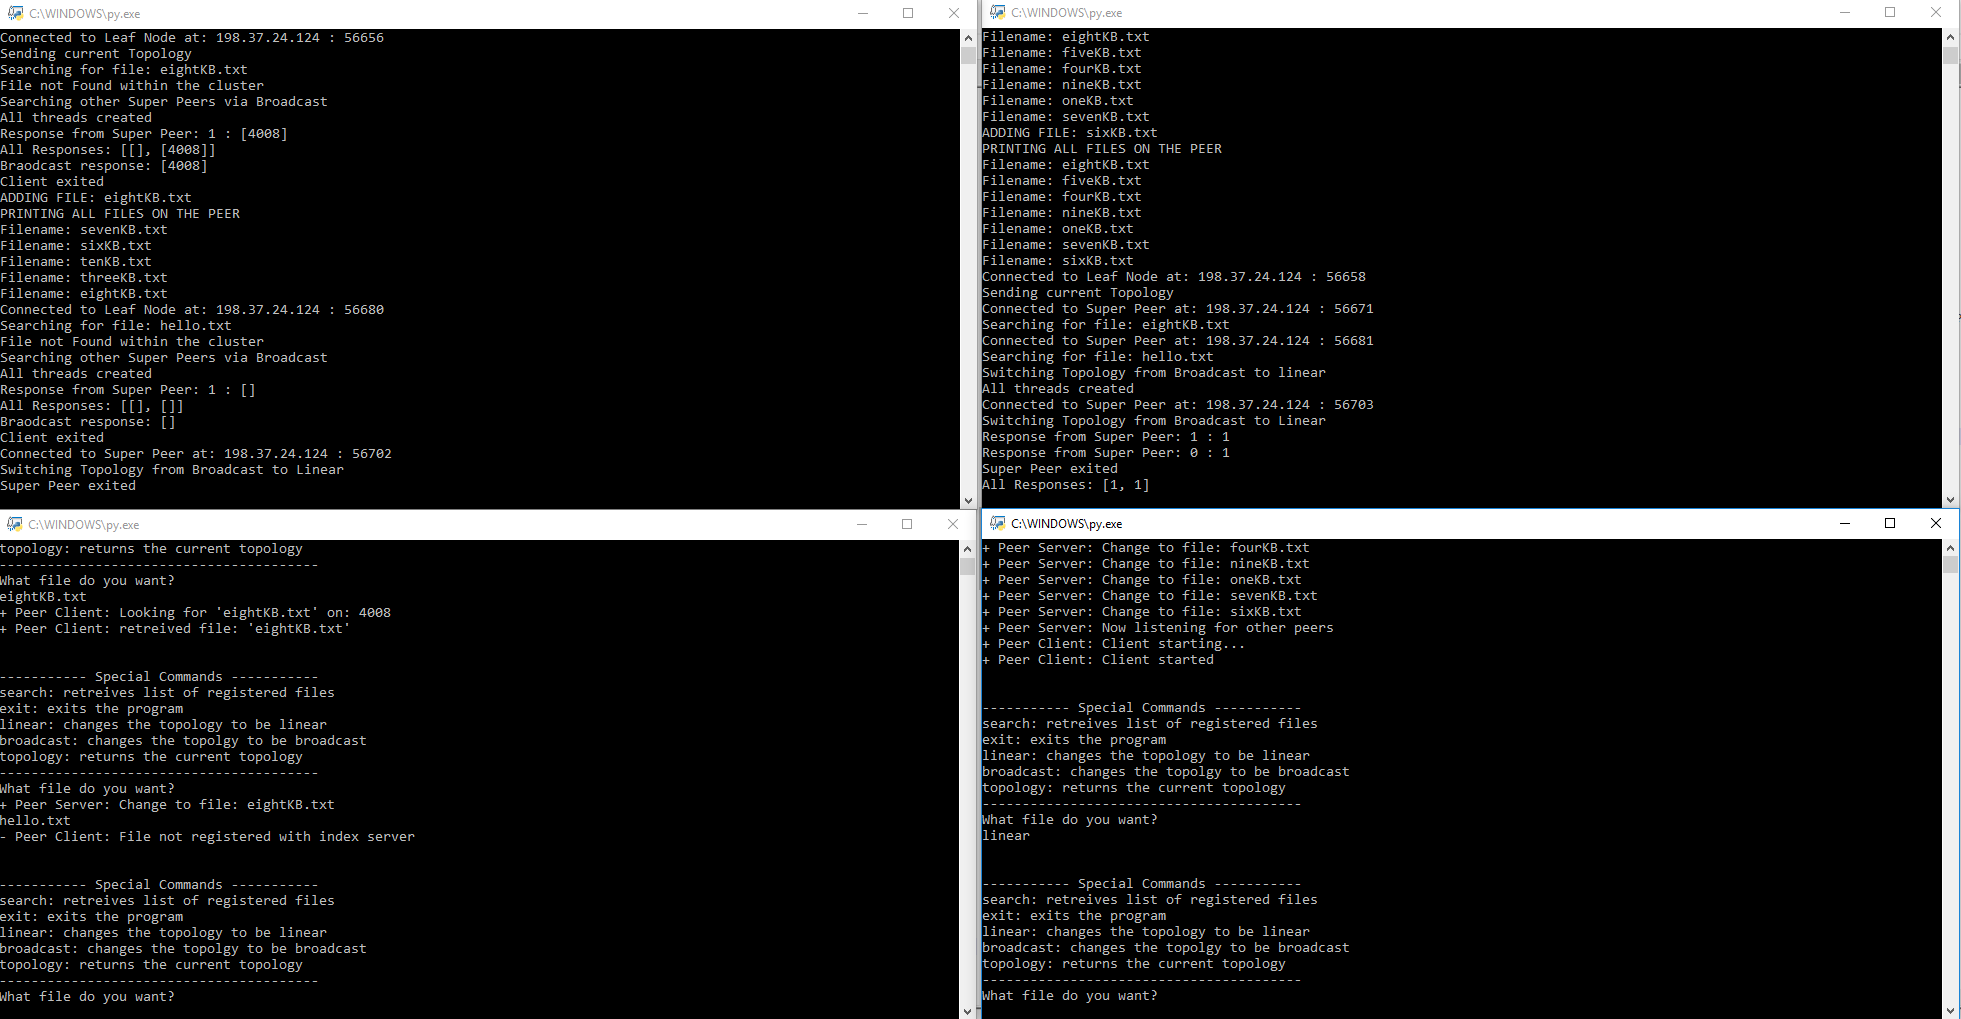 C:\WINDOWS\py.exe
Connected to Leaf Node at: 198.37.24.124 : 56656
Sending current Topology
Searching for file: eightKB.txt
File not Found within the cluster
Searching other Super Peers via Broadcast
All threads created
Response from Super Peer: 1 : [4008]
All Responses: [[], [4008]]
Braodcast response: [4008]
Client exited
ADDING FILE: eightKB.txt
PRINTING ALL FILES ON THE PEER
Filename: sevenKB.txt
Filename: sixKB.txt
Filename: tenKB.txt
Filename: threeKB.txt
Filename: eightKB.txt
Connected to Leaf Node at: 198.37.24.124 : 56680
Searching for file: hello.txt
File not Found within the cluster
Searching other Super Peers via Broadcast
All threads created
Response from Super Peer: 1 : []
All Responses: [[], []]
Braodcast response: []
Client exited
Connected to Super Peer at: 198.37.24.124 : 56702
Switching Topology from Broadcast to Linear
Super Peer exited
C:\WINDOWS\py.exe
Filename: eightKB.txt
Filename: fiveKB.txt
Filename: fourKB.txt
Filename: nineKB.txt
Filename: oneKB.txt
Filename: sevenKB.txt
ADDING FILE: sixKB.txt
PRINTING ALL FILES ON THE PEER
Filename: eightKB.txt
Filename: fiveKB.txt
Filename: fourKB.txt
Filename: nineKB.txt
Filename: oneKB.txt
Filename: sevenKB.txt
Filename: sixKB.txt
Connected to Leaf Node at: 198.37.24.124 : 56658
Sending current Topology
Connected to Super Peer at: 198.37.24.124 : 56671
Searching for file: eightKB.txt
Connected to Super Peer at: 198.37.24.124 : 56681
Searching for file: hello.txt
Switching Topology from Broadcast to linear
All threads created
Connected to Super Peer at: 198.37.24.124 : 56703
Switching Topology from Broadcast to Linear
Response from Super Peer: 1 : 1
Response from Super Peer: 0 : 1
Super Peer exited
All Responses: [1, 1]
C:\WINDOWS\py.exe
topology: returns the current topology
----------------------------------------
What file do you want?
eightKB.txt
+ Peer Client: Looking for 'eightKB.txt' on: 4008
+ Peer Client: retreived file: 'eightKB.txt'
----------- Special Commands -----------
search: retreives list of registered files
exit: exits the program
linear: changes the topology to be linear
broadcast: changes the topolgy to be broadcast
topology: returns the current topology
----------------------------------------
What file do you want?
+ Peer Server: Change to file: eightKB.txt
hello.txt
- Peer Client: File not registered with index server
----------- Special Commands -----------
search: retreives list of registered files
exit: exits the program
linear: changes the topology to be linear
broadcast: changes the topolgy to be broadcast
topology: returns the current topology
----------------------------------------
What file do you want?
C:\WINDOWS\py.exe
+ Peer Server: Change to file: fourKB.txt
+ Peer Server: Change to file: nineKB.txt
+ Peer Server: Change to file: oneKB.txt
+ Peer Server: Change to file: sevenKB.txt
+ Peer Server: Change to file: sixKB.txt
+ Peer Server: Now listening for other peers
+ Peer Client: Client starting...
+ Peer Client: Client started
----------- Special Commands -----------
search: retreives list of registered files
exit: exits the program
linear: changes the topology to be linear
broadcast: changes the topolgy to be broadcast
topology: returns the current topology
----------------------------------------
What file do you want?
linear
----------- Special Commands -----------
search: retreives list of registered files
exit: exits the program
linear: changes the topology to be linear
broadcast: changes the topolgy to be broadcast
topology: returns the current topology
----------------------------------------
What file do you want?